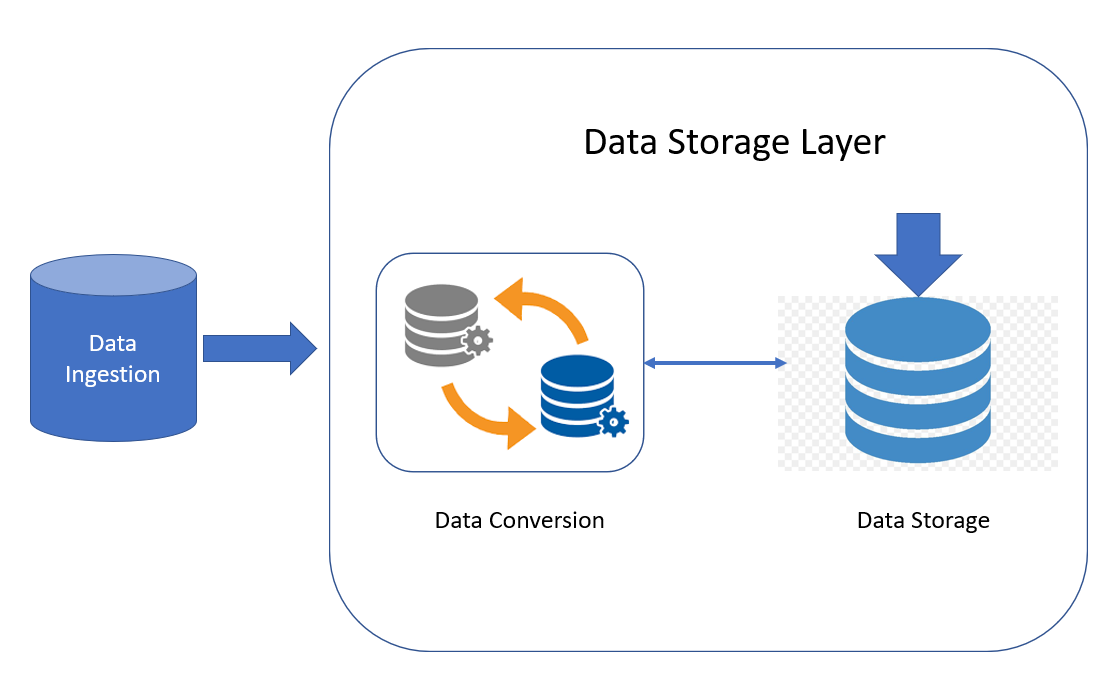 Data Storage Layer
Data
Ingestion
Data Conversion
Data Storage